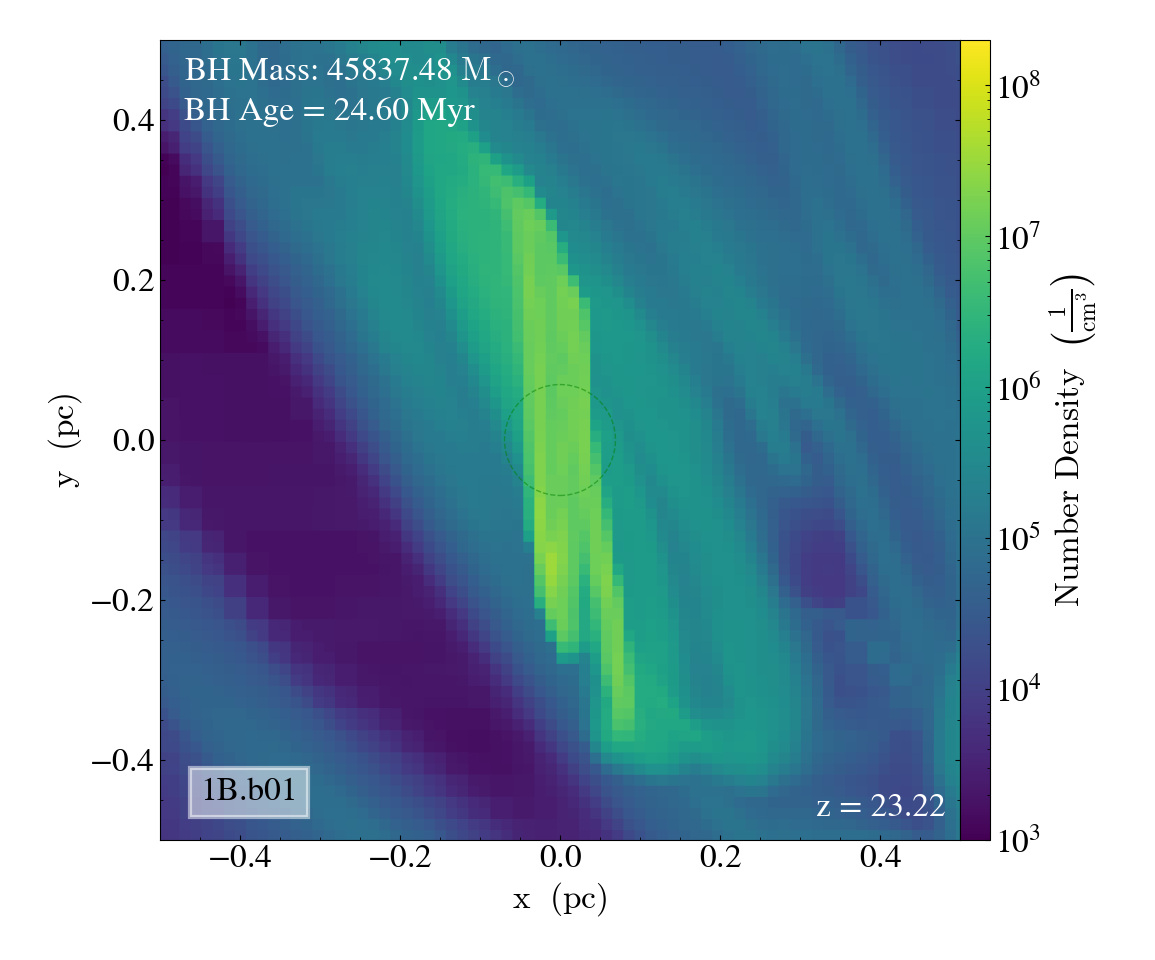 BH Mass: 45837.48 M⊙
BH Age = 24.60 Myr
0.4
0.2
0.0
−0.2
−0.4
y (pc)
1B.b01
z = 23.22
−0.4 −0.2 0.0 0.2 0.4
x (pc)
10⁸
10⁷
10⁶
10⁵
10⁴
10³
Number Density (1/cm³)